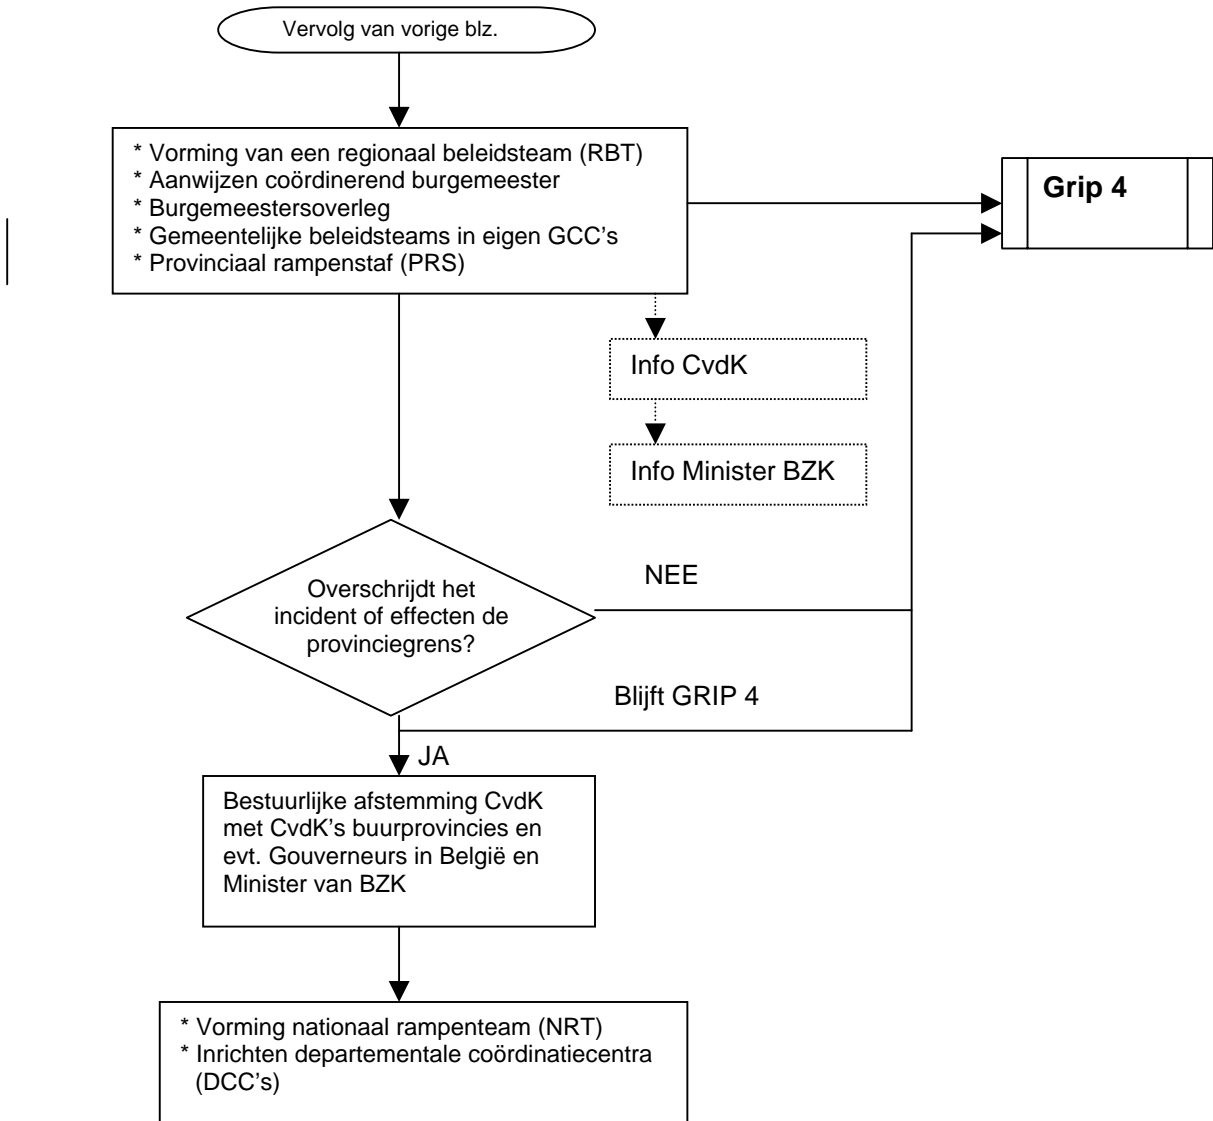 Vervolg van vorige blz.
* Vorming van een regionaal beleidsteam (RBT)
* Aanwijzen coördinerend burgemeester
* Burgemeestersoverleg
* Gemeentelijke beleidsteams in eigen GCC's
* Provinciaal rampenstaf (PRS)
Grip 4
Info CvdK
Info Minister BZK
Overschrijdt het
incident of effecten de
provinciegrens?
NEE
Blijft GRIP 4
JA
Bestuurlijke afstemming CvdK
met CvdK's buurprovincies en
evt. Gouverneurs in België en
Minister van BZK
* Vorming nationaal rampenteam (NRT)
* Inrichten departementale coördinatiecentra
(DCC's)